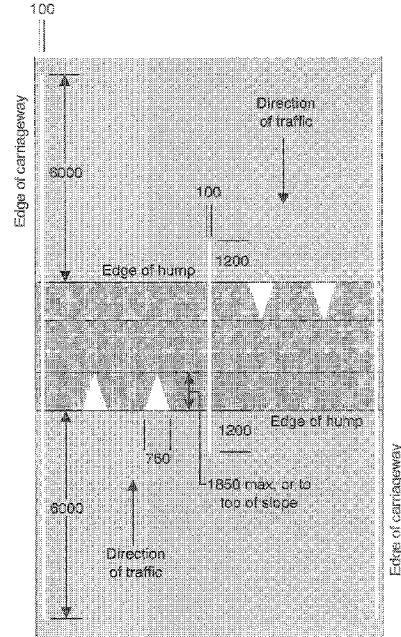 100
Edge of carriageway
Direction
of traffic
6000
100
1200
Edge of hump
Edge of hump
1200
750
1850 max, or to
top of slope
6000
Direction
of traffic
Edge of carriageway